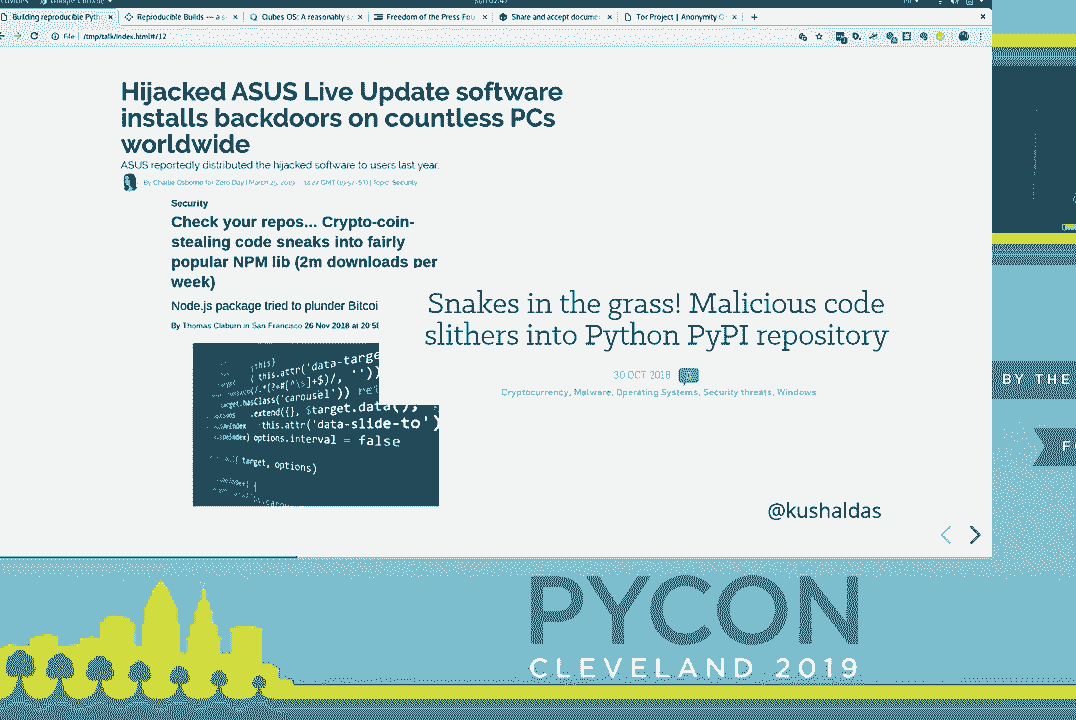 Building reproducible Pyth
Reproducible Builds — a s
Qubes OS: A reasonably s
Freedom of the Press Fou
Share and accept docume
Tor Project | Anonymity O
File /tmp/talk/index.html#/12
Hijacked ASUS Live Update software
installs backdoors on countless PCs
worldwide
ASUS reportedly distributed the hijacked software to users last year.
By Charlie Osborne for Zero Day | March 25, 2019
Topic: Security
Security
Check your repos... Crypto-coin-
stealing code sneaks into fairly
popular NPM lib (2m downloads per
week)
Node.js package tried to plunder Bitcoi
By Thomas Claburn in San Francisco 26 Nov 2018 at 20:5
Snakes in the grass! Malicious code
slithers into Python PyPI repository
30 OCT 2018
Cryptocurrency, Malware, Operating Systems, Security threats, Windows
{ this.attr('data-targe
.hasClass('carousel')) re
.extend({}, $target.data(),
this.attr('data-slide-to')
options.interval = false
target, options)
@kushaldas
BY THE
F
PYCON
CLEVELAND 2019